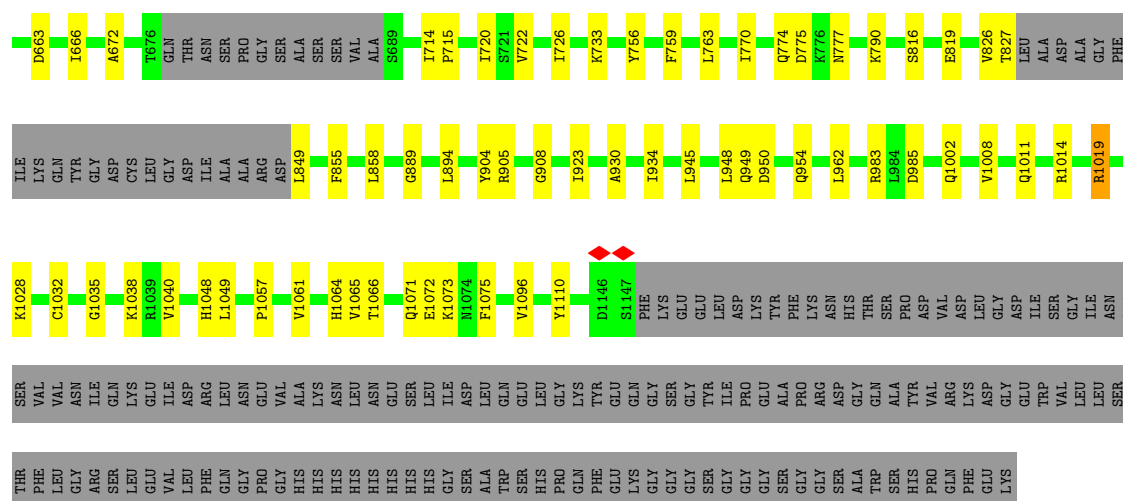 D663 I666 A672 T676 GLN THR ASN SER PRO GLY SER ALA SER SER VAL ALA S689 I714 P715 I720 S721 V722 I726 K733 Y756 F759 L763 I770 Q774 D775 K776 N777 K790 S816 E819 V826 T827 LEU ALA ASP ALA GLY PHE
ILE LYS GLN TYR GLY ASP CYS LEU GLY ASP ILE ALA ALA ARG ASP L849 F855 L858 G889 L894 Y904 R905 G908 I923 A930 I934 L945 L948 Q949 D950 Q954 L962 R983 L984 D985 Q1002 V1008 Q1011 R1014 R1019
K1028 C1032 G1035 K1038 R1039 V1040 H1048 L1049 P1057 V1061 H1064 V1065 T1066 Q1071 E1072 K1073 N1074 F1075 V1096 Y1110 D1146 S1147 PHE LYS GLU GLU LEU ASP LYS TYR PHE LYS ASN HIS THR SER PRO ASP VAL ASP LEU GLY ASP ILE SER GLY ILE ASN
SER VAL VAL ASN ILE GLN LYS GLU ILE ASP ARG LEU ASN GLU VAL ALA LYS ASN LEU ASN GLU SER LEU ILE ASP LEU GLN GLU LEU GLY LYS TYR GLU GLN GLY SER GLY TYR ILE PRO GLU ALA PRO ARG ASP GLY GLN ALA TYR VAL ARG LYS ASP GLY GLU TRP VAL LEU LEU SER
THR PHE LEU GLY ARG SER LEU GLU VAL LEU PHE GLN GLY PRO GLY HIS HIS HIS HIS HIS HIS HIS HIS GLY SER ALA TRP SER HIS PRO GLN PHE GLU LYS GLY GLY GLY SER GLY GLY GLY SER GLY GLY SER ALA TRP SER HIS PRO GLN PHE GLU LYS